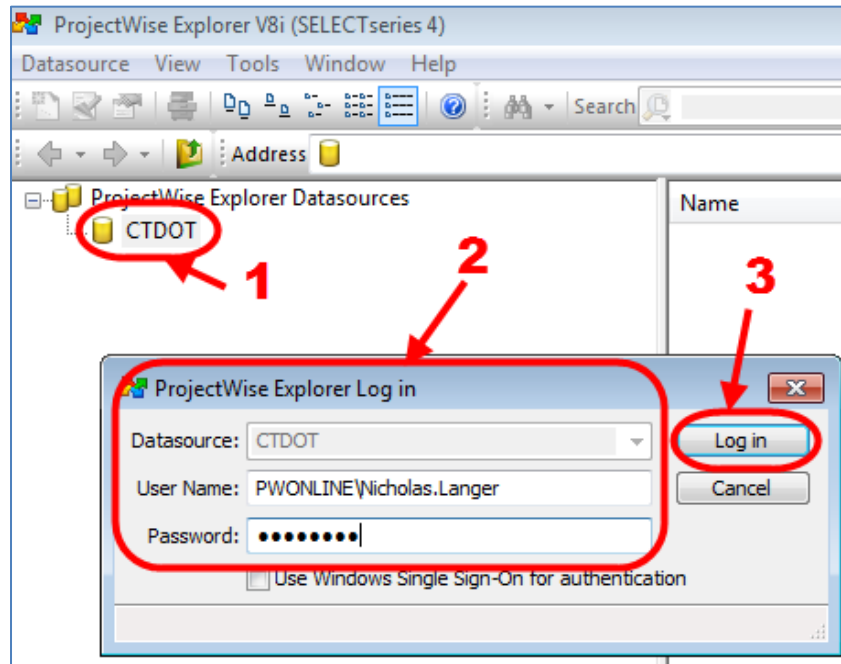 ProjectWise Explorer V8i (SELECTseries 4)
Datasource View Tools Window Help
Search
Address
ProjectWise Explorer Datasources
Name
CTDOT
1
2
3
ProjectWise Explorer Log in
Datasource: CTDOT
Log in
User Name: PWONLINE\Nicholas.Langer
Cancel
Password: ●●●●●●●●
Use Windows Single Sign-On for authentication